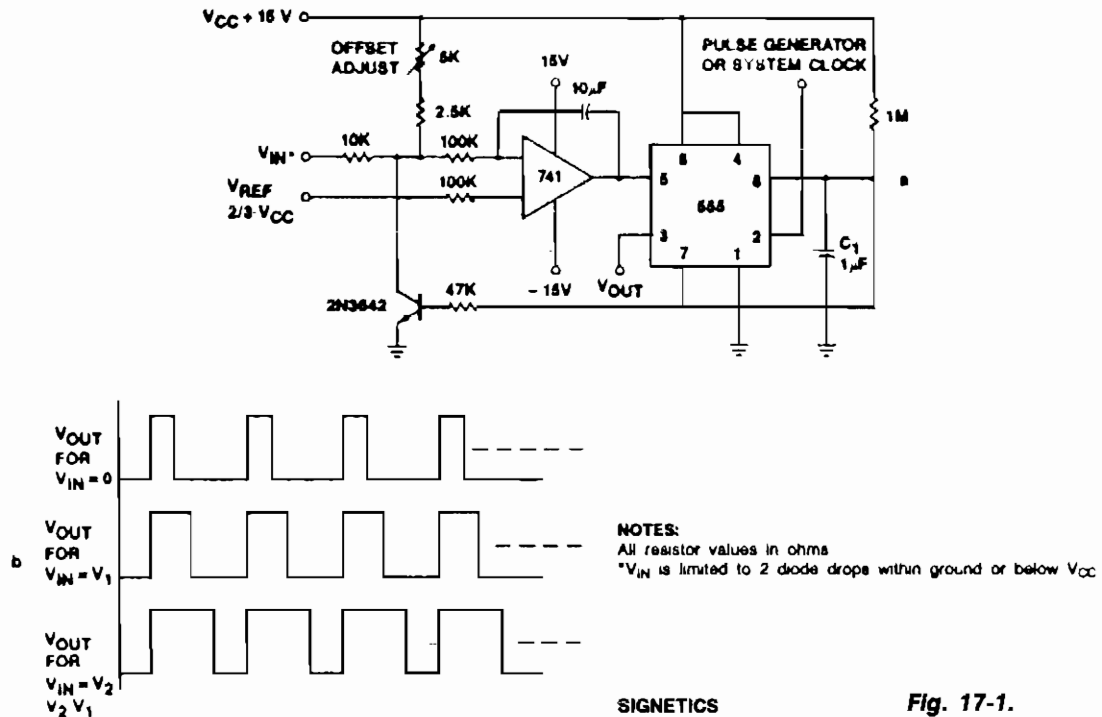 VCC + 15 V
OFFSET
ADJUST
5K
15V
PULSE GENERATOR
OR SYSTEM CLOCK
10µF
2.5K
1M
10K
100K
VIN*
741
VREF
2/3 VCC
100K
6
4
5
8
555
3
2
7
1
a
C1
1µF
- 15V
VOUT
47K
2N3642
VOUT
FOR
VIN = 0
b
VOUT
FOR
VIN = V1
NOTES:
All resistor values in ohms
*VIN is limited to 2 diode drops within ground or below VCC
VOUT
FOR
VIN = V2
V2 V1
SIGNETICS
Fig. 17-1.